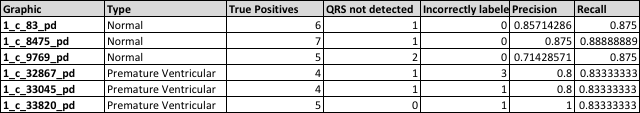 Graphic Type True Positives QRS not detected Incorrectly labele Precision Recall
1_c_83_pd Normal 6 1 0 0.85714286 0.875
1_c_8475_pd Normal 7 1 0 0.875 0.88888889
1_c_9769_pd Normal 5 2 0 0.71428571 0.875
1_c_32867_pd Premature Ventricular 4 1 3 0.8 0.83333333
1_c_33045_pd Premature Ventricular 4 1 1 0.8 0.83333333
1_c_33820_pd Premature Ventricular 5 0 1 1 0.83333333